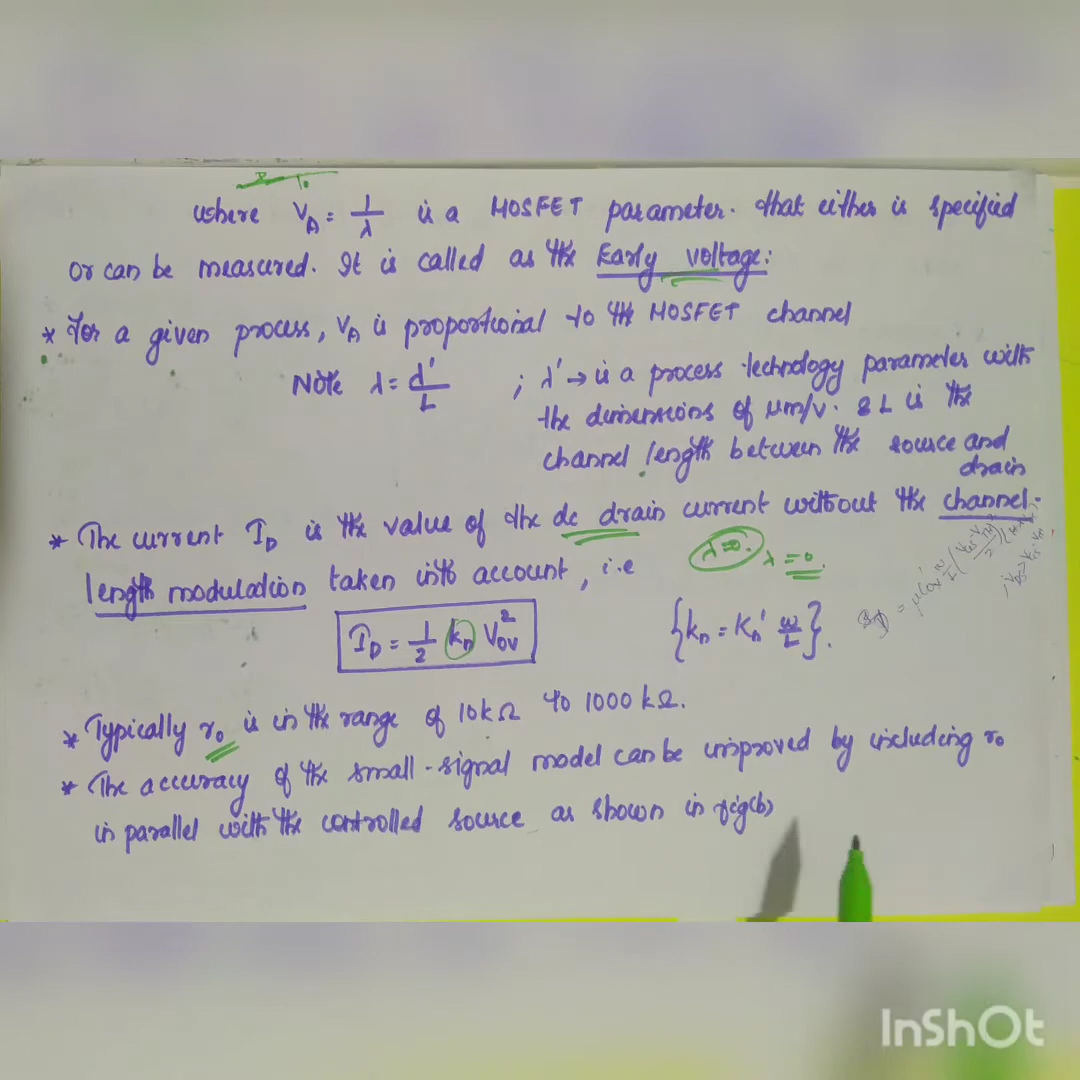 where V_A = 1/λ is a MOSFET parameter. that either is specified
or can be measured. It is called as the Early voltage:
* For a given process, V_A is proportional to the MOSFET channel
Note λ = λ'/L ; λ' → is a process technology parameter with
the dimensions of μm/V. & L is the
channel length between the source and
drain
* The current I_D is the value of the dc drain current without the channel-
length modulation taken into account, i.e λ=0. λ=0.
I_D = 1/2 k_n V_OV^2 {k_n = K_n' W/L}.
* Typically r_o is in the range of 10kΩ to 1000 kΩ.
* The accuracy of the small-signal model can be improved by including r_o
in parallel with the controlled source as shown in fig(b)
InShOt